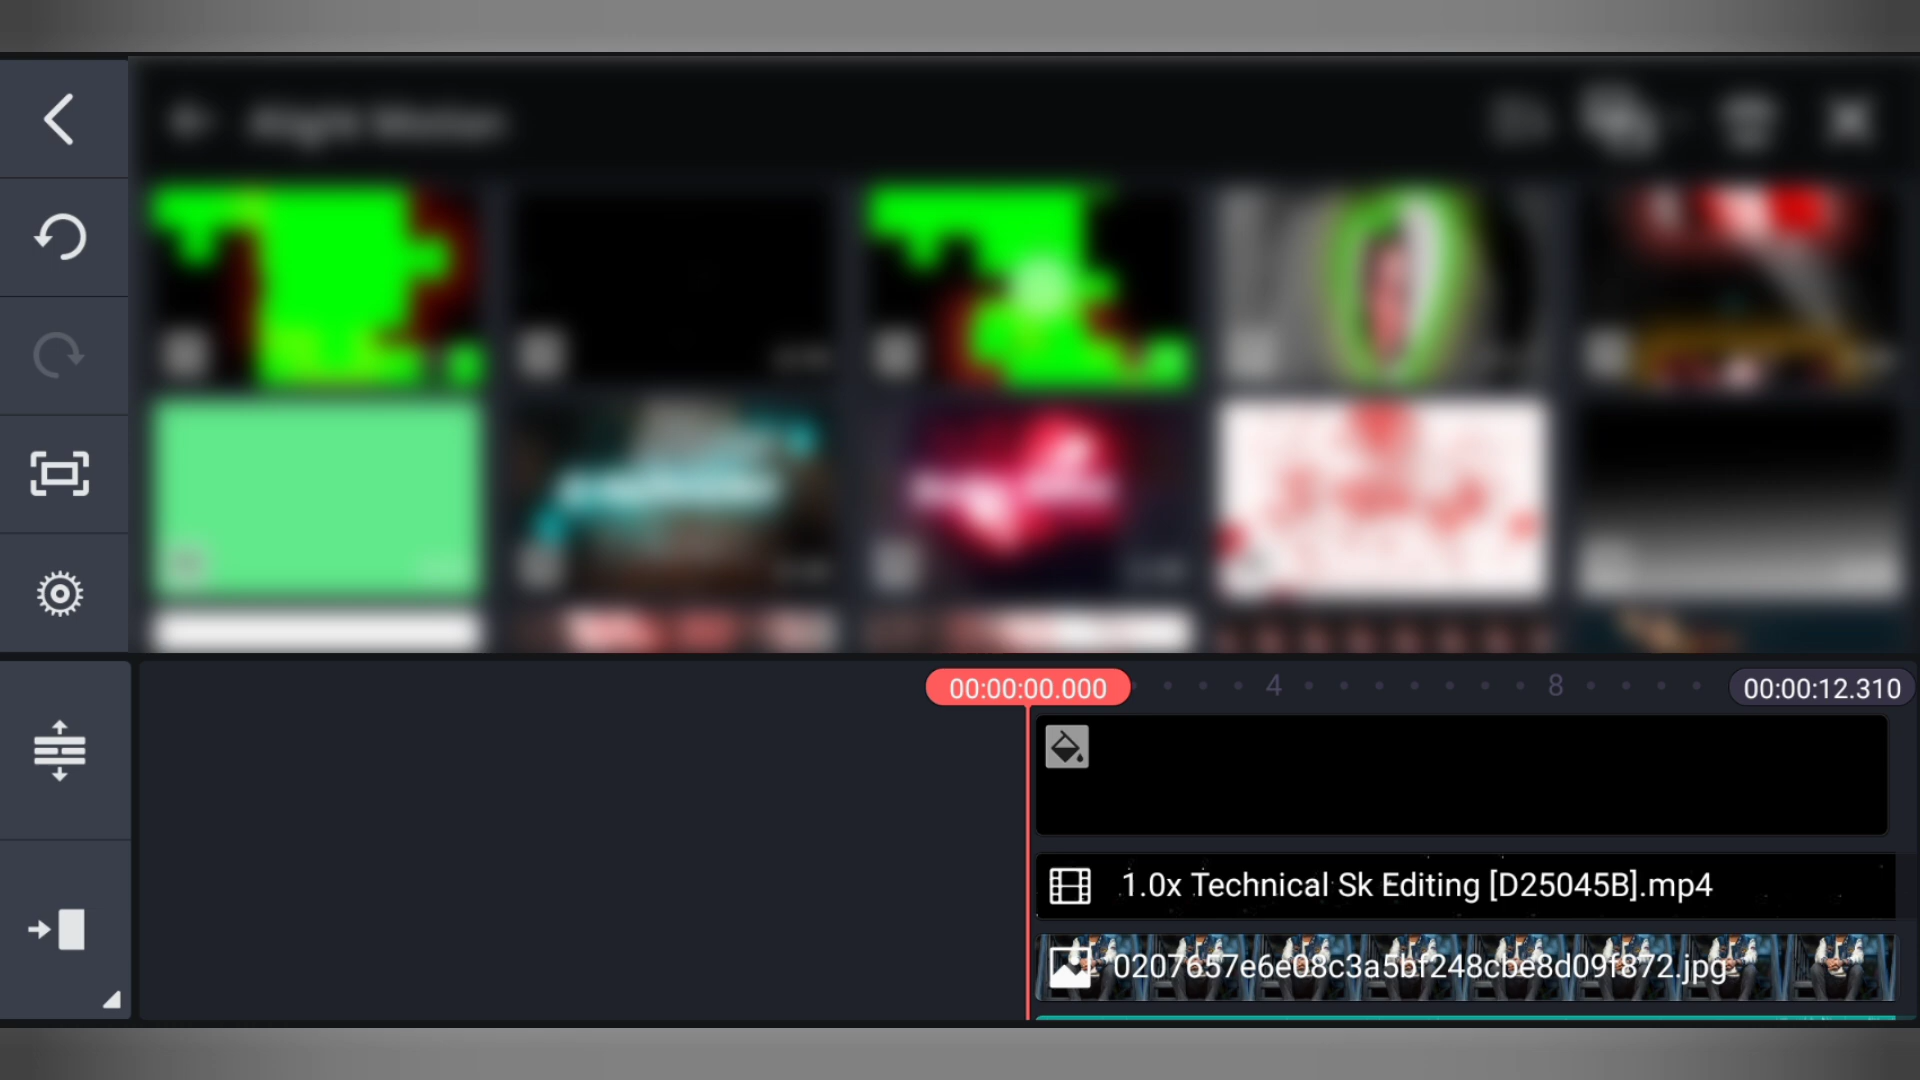 00:00:00.000
4
8
00:00:12.310
1.0x Technical Sk Editing [D25045B].mp4
0207657e6e08c3a5bf248cbe8d09f872.jpg